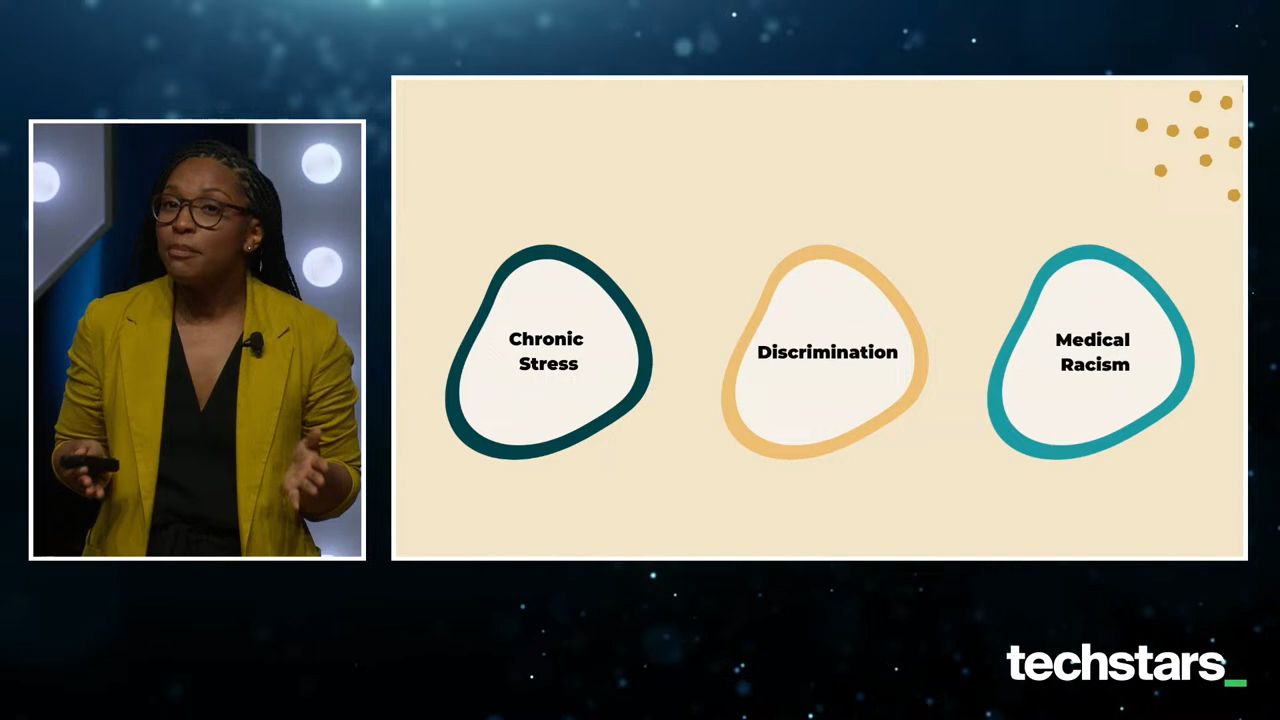 Chronic
Stress
Discrimination
Medical
Racism
techstars_